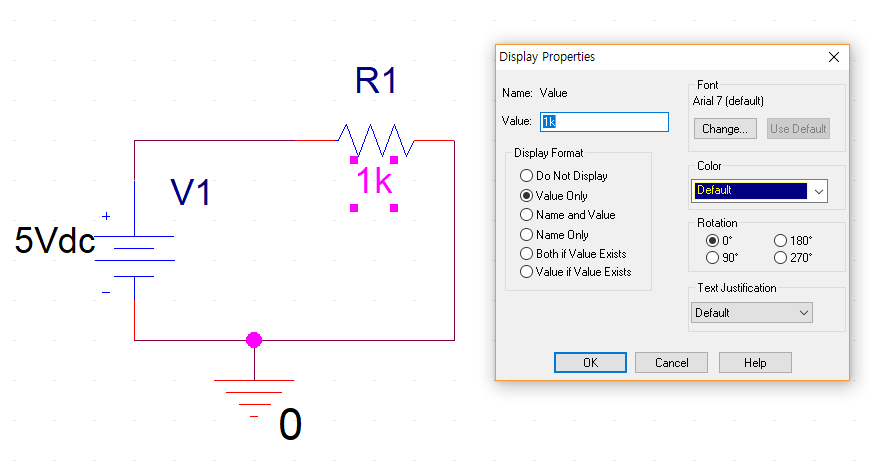 R1
1k
V1
+
5Vdc
-
0
Display Properties
Name: Value
Value: 1k
Display Format
Do Not Display
Value Only
Name and Value
Name Only
Both if Value Exists
Value if Value Exists
Font
Arial 7 (default)
Change...
Use Default
Color
Default
Rotation
0° 180°
90° 270°
Text Justification
Default
OK Cancel Help